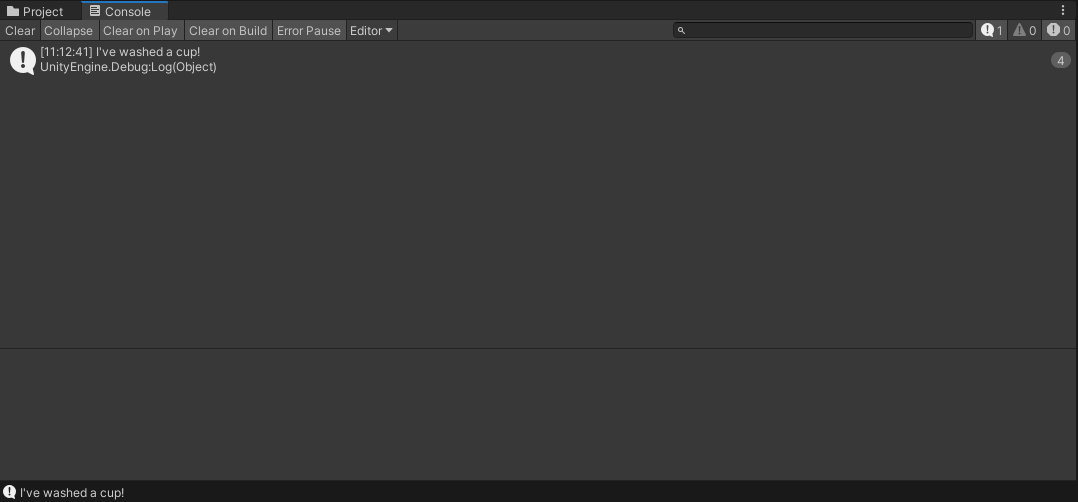 Project Console
Clear Collapse Clear on Play Clear on Build Error Pause Editor 1 0 0
[11:12:41] I've washed a cup!
UnityEngine.Debug:Log(Object)
4
I've washed a cup!